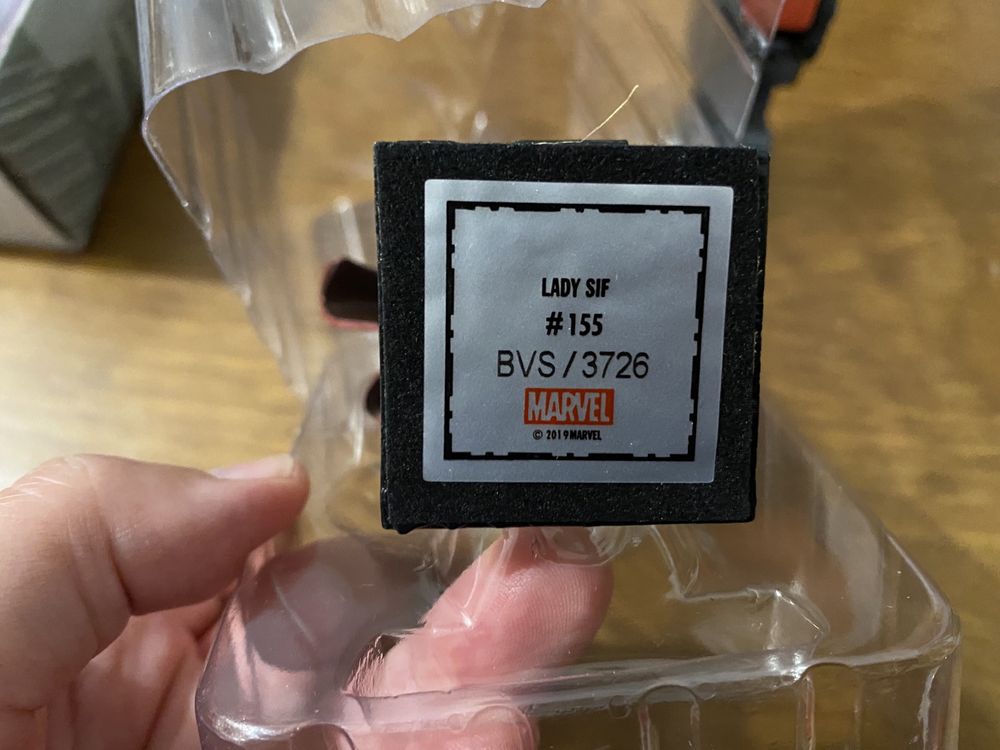 LADY SIF
#155
BVS/3726
MARVEL
© 2019 MARVEL